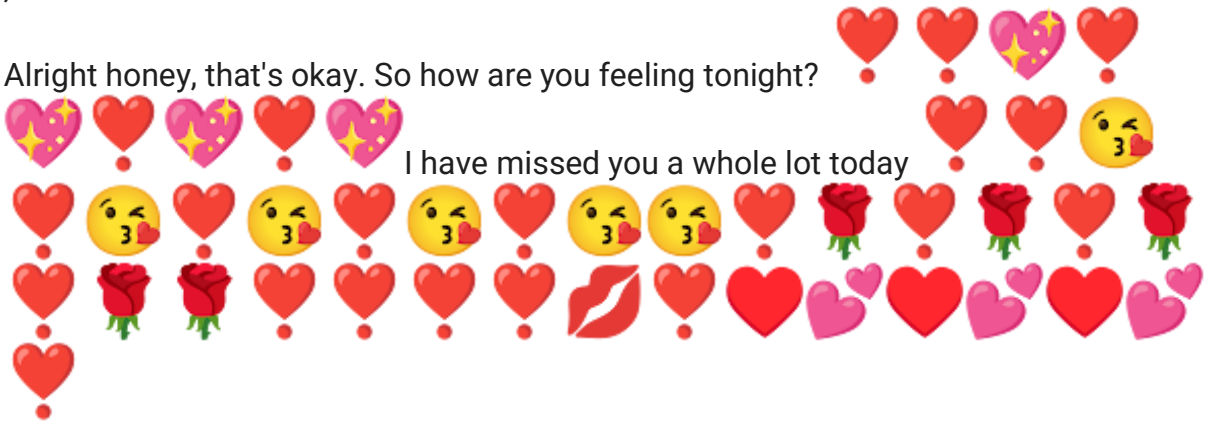 Alright honey, that's okay. So how are you feeling tonight? ❣️❣️💖❣️
💖❣️💖❣️💖 I have missed you a whole lot today ❣️❣️😘
❣️😘❣️😘❣️😘❣️😘😘❣️🌹❣️🌹❣️🌹
❣️🌹🌹❣️❣️❣️❣️💋❣️♥️💕♥️💕♥️💕
❣️